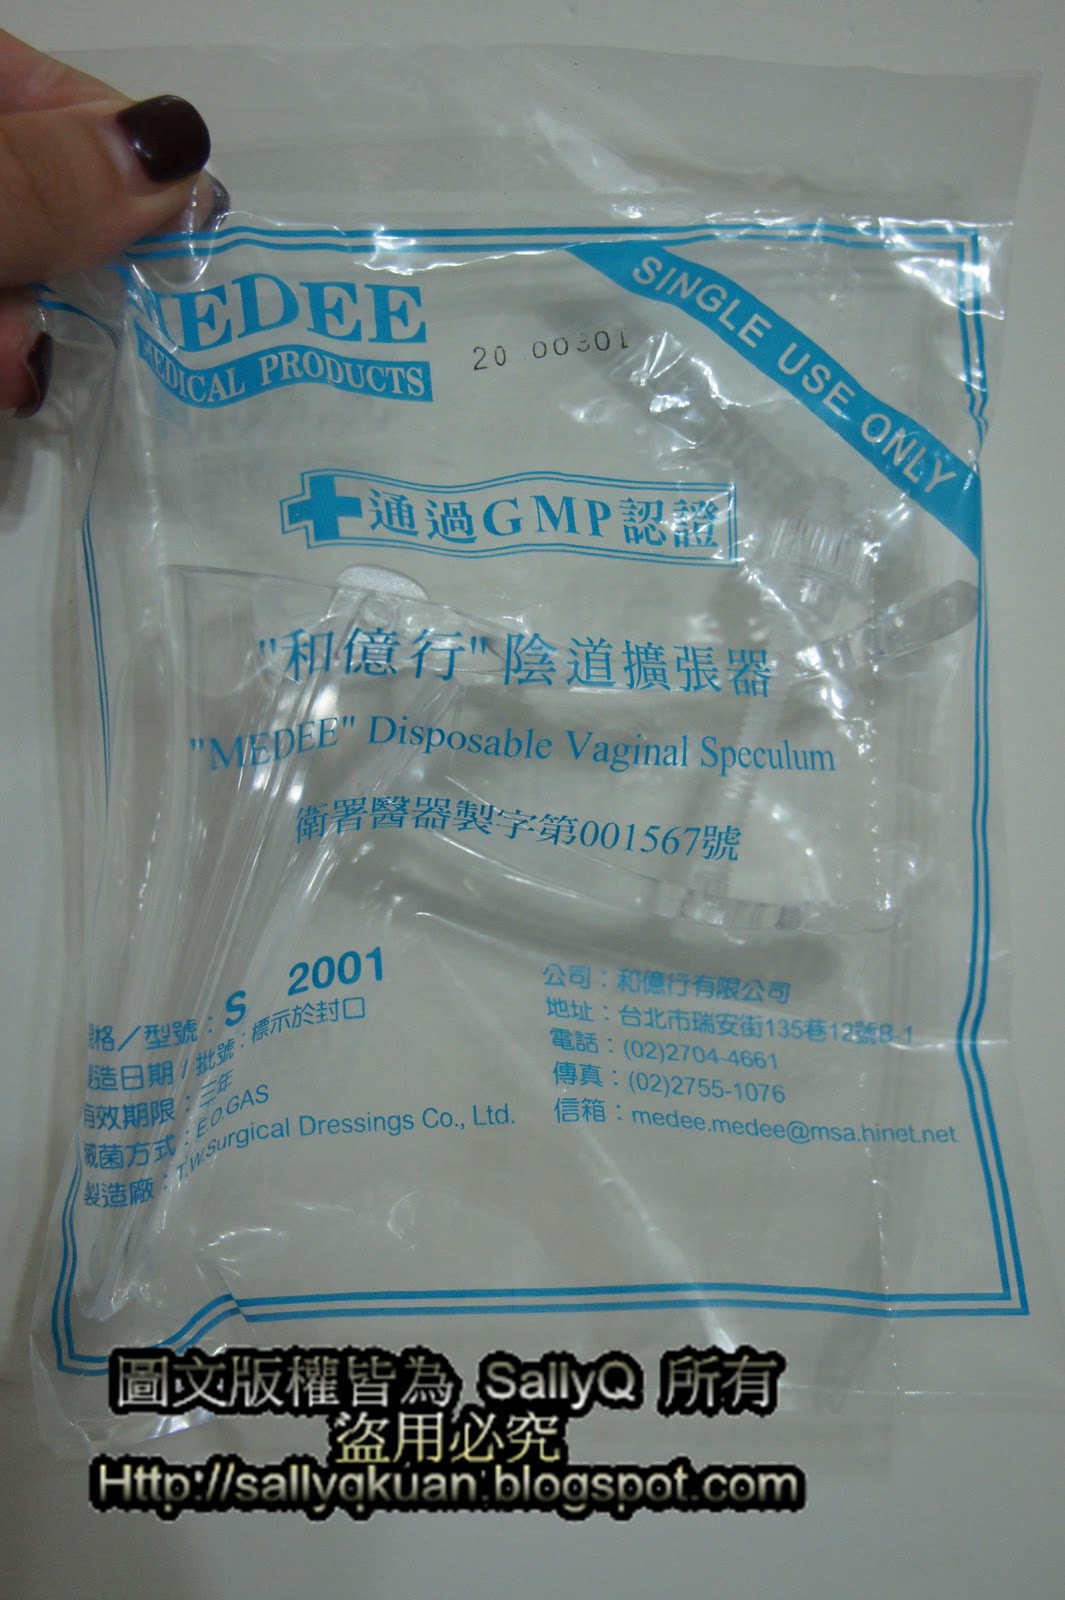 MEDEE
MEDICAL PRODUCTS
20 00301
SINGLE USE ONLY
通過GMP認證
"和億行"陰道擴張器
"MEDEE" Disposable Vaginal Speculum
衛署醫器製字第001567號
規格／型號：S 2001
製造日期／批號：標示於封口
有效期限：三年
滅菌方式：E.O.GAS
製造廠：T.W.Surgical Dressings Co., Ltd.
公司：和億行有限公司
地址：台北市瑞安街135巷12號B-1
電話：(02)2704-4661
傳真：(02)2755-1076
信箱：medee.medee@msa.hinet.net
圖文版權皆為 SallyQ 所有
盜用必究
Http://sallyqkuan.blogspot.com